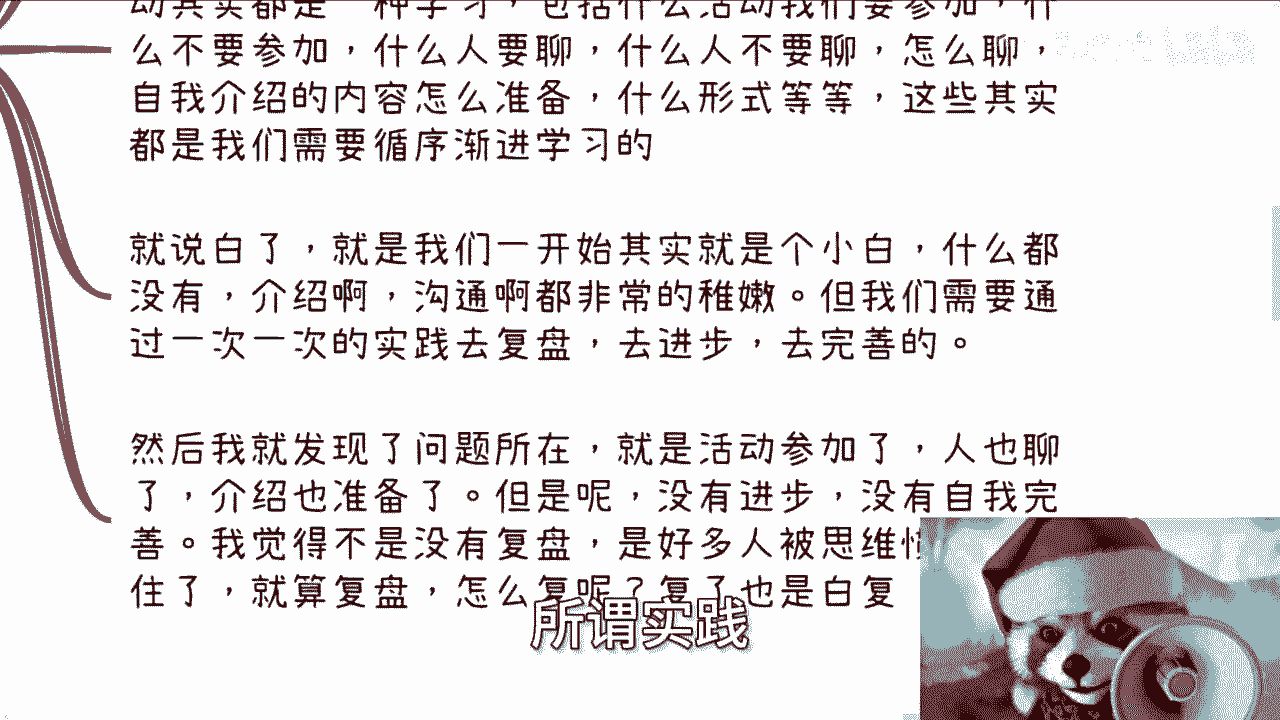 动其实都是一种学习，包括什么活动我们要参加，什
么不要参加，什么人要聊，什么人不要聊，怎么聊，
自我介绍的内容怎么准备，什么形式等等，这些其实
都是我们需要循序渐进学习的
就说白了，就是我们一开始其实就是个小白，什么都
没有，介绍啊，沟通啊都非常的稚嫩。但我们需要通
过一次一次的实践去复盘，去进步，去完善的。
然后我就发现了问题所在，就是活动参加了，人也聊
了，介绍也准备了。但是呢，没有进步，没有自我完
善。我觉得不是没有复盘，是好多人被思维
住了，就算复盘，怎么复呢？复了也是白复
所谓实践